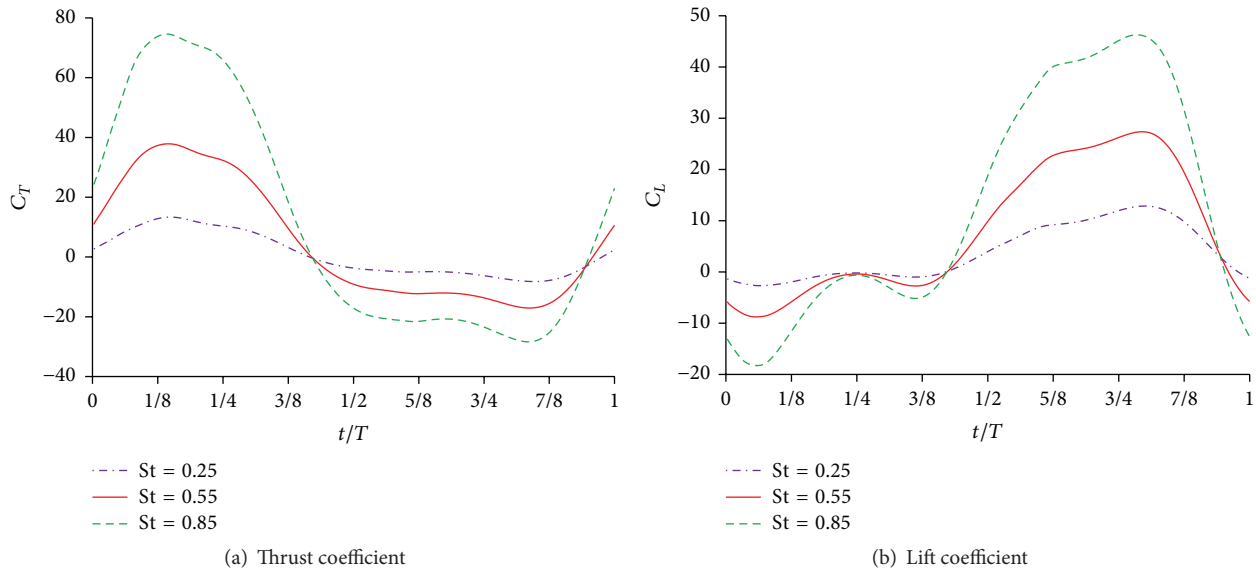 80
60
40
20
0
−20
−40
C_T
0 1/8 1/4 3/8 1/2 5/8 3/4 7/8 1
t/T
St = 0.25
St = 0.55
St = 0.85
(a) Thrust coefficient
50
40
30
20
10
0
−10
−20
C_L
0 1/8 1/4 3/8 1/2 5/8 3/4 7/8 1
t/T
St = 0.25
St = 0.55
St = 0.85
(b) Lift coefficient